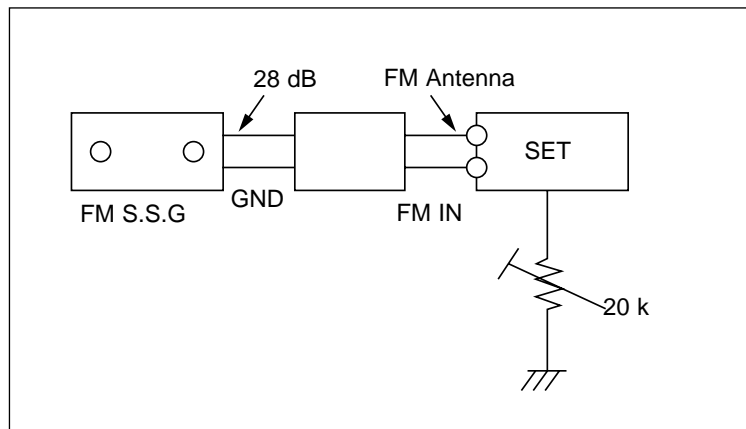 28 dB
FM Antenna
SET
FM S.S.G
GND
FM IN
20 k